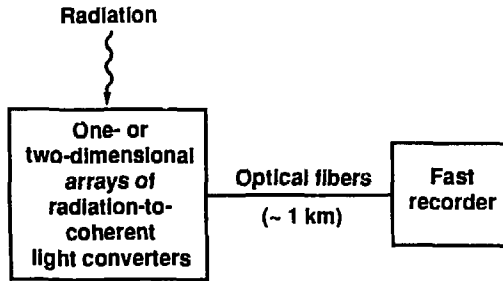 Radiation
One- or
two-dimensional
arrays of
radiation-to-
coherent
light converters
Optical fibers
(~ 1 km)
Fast
recorder